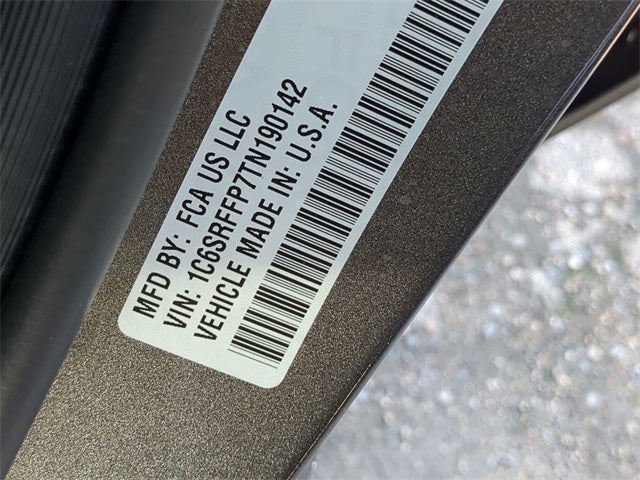 MFD BY: FCA US LLC
VIN: 1C6SRFFP7TN190142
VEHICLE MADE IN: U.S.A.